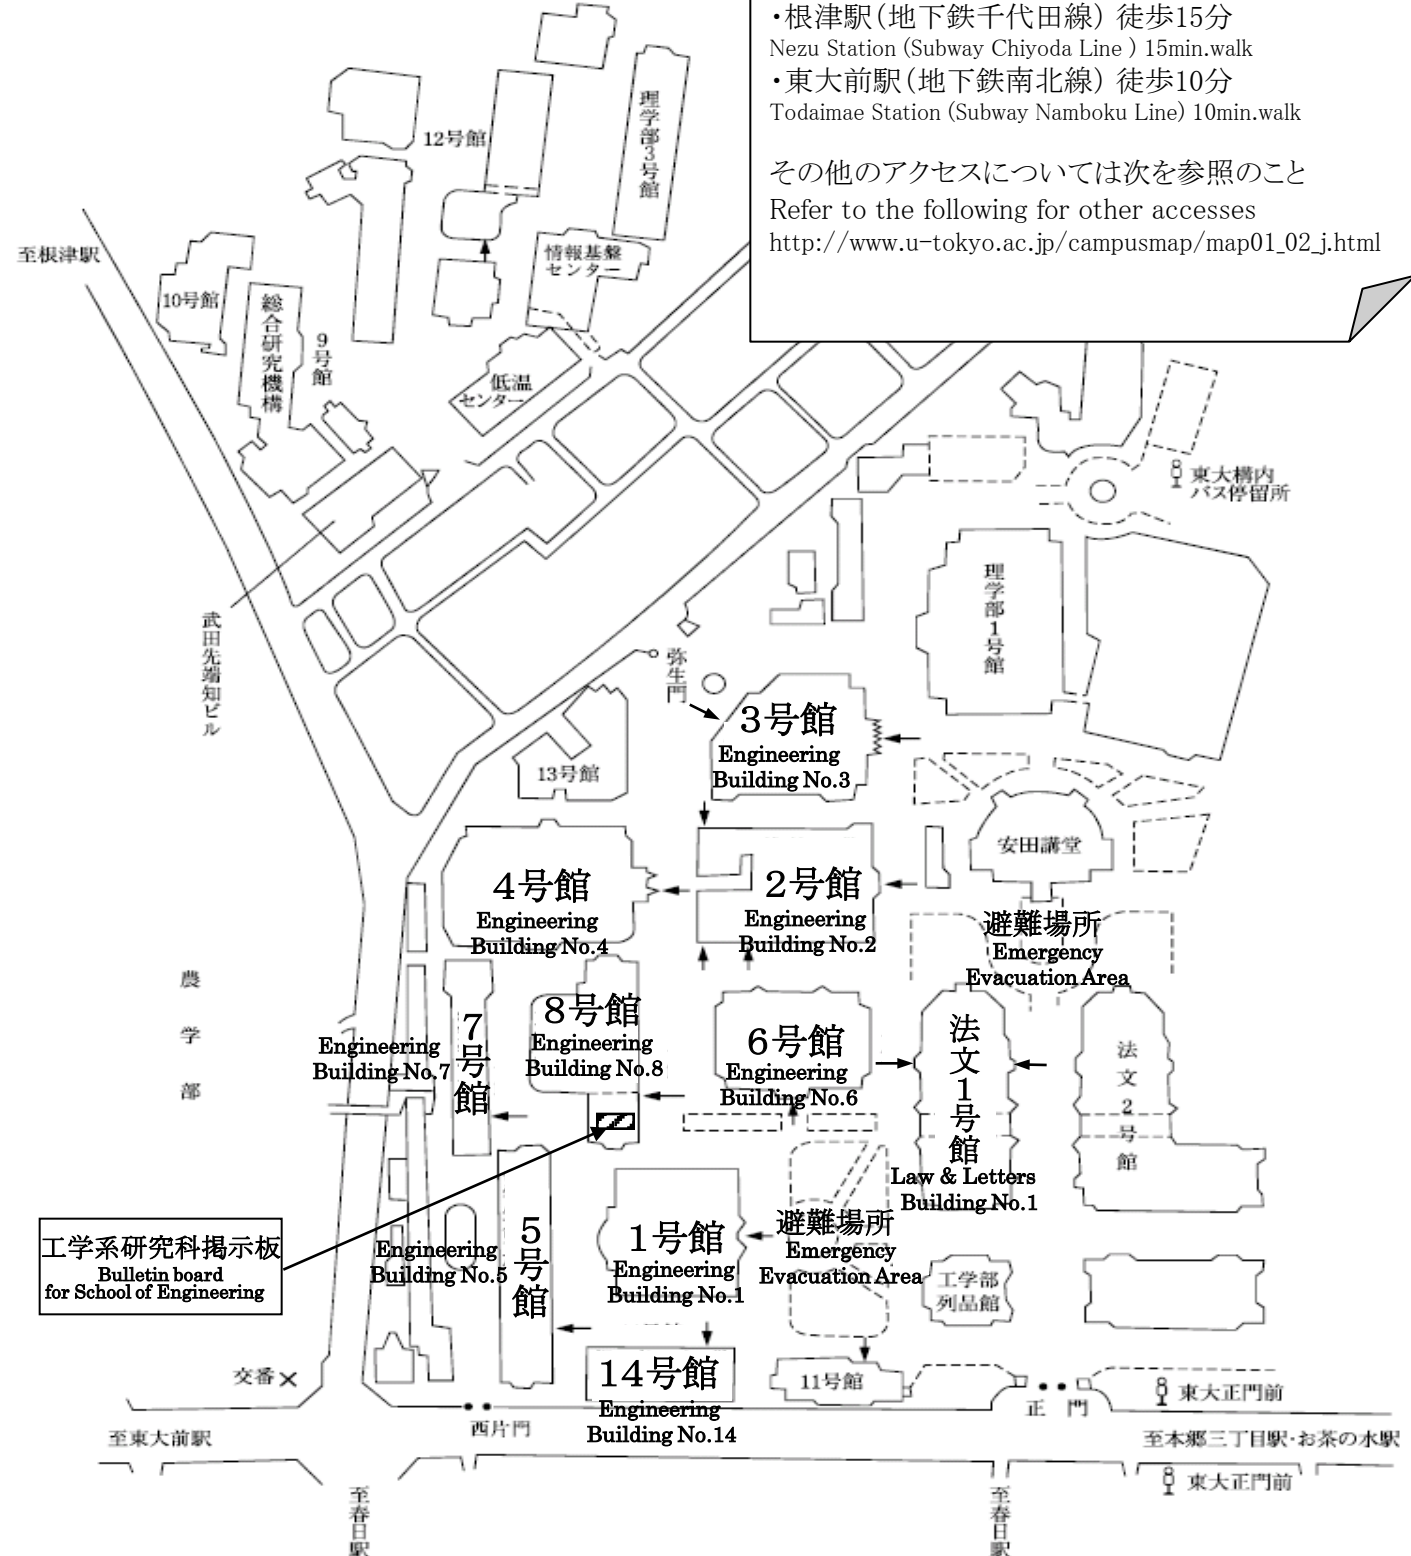 ・根津駅(地下鉄千代田線) 徒歩15分
Nezu Station (Subway Chiyoda Line ) 15min.walk
・東大前駅(地下鉄南北線) 徒歩10分
Todaimae Station (Subway Namboku Line) 10min.walk
その他のアクセスについては次を参照のこと
Refer to the following for other accesses
http://www.u-tokyo.ac.jp/campusmap/map01_02_j.html
理学部3号館
12号館
至根津駅
情報基盤
センター
10号館
総合研究機構
9号館
低温
センター
東大構内
バス停留所
理学部1号館
武田先端知ビル
弥生門
3号館
Engineering
Building No.3
13号館
安田講堂
4号館
Engineering
Building No.4
2号館
Engineering
Building No.2
避難場所
Emergency
Evacuation Area
農学部
7号館
Engineering
Building No.7
8号館
Engineering
Building No.8
6号館
Engineering
Building No.6
法文1号館
Law & Letters
Building No.1
法文2号館
工学系研究科掲示板
Bulletin board
for School of Engineering
5号館
Engineering
Building No.5
1号館
Engineering
Building No.1
避難場所
Emergency
Evacuation Area
工学部
列品館
交番
14号館
Engineering
Building No.14
11号館
正門
東大正門前
西片門
至東大前駅
至本郷三丁目駅・お茶の水駅
東大正門前
至春日駅
至春日駅